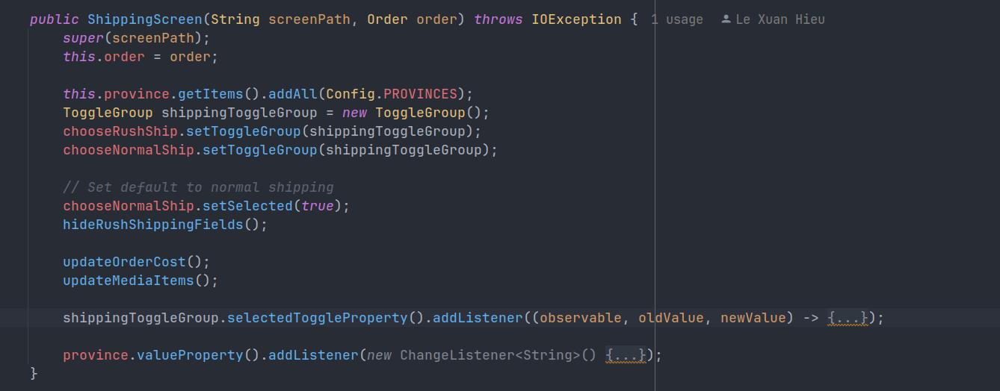 public ShippingScreen(String screenPath, Order order) throws IOException { 1 usage Le Xuan Hieu
super(screenPath);
this.order = order;
this.province.getItems().addAll(Config.PROVINCES);
ToggleGroup shippingToggleGroup = new ToggleGroup();
chooseRushShip.setToggleGroup(shippingToggleGroup);
chooseNormalShip.setToggleGroup(shippingToggleGroup);
// Set default to normal shipping
chooseNormalShip.setSelected(true);
hideRushShippingFields();
updateOrderCost();
updateMediaItems();
shippingToggleGroup.selectedToggleProperty().addListener((observable, oldValue, newValue) -> {...});
province.valueProperty().addListener(new ChangeListener<String>() {...});
}